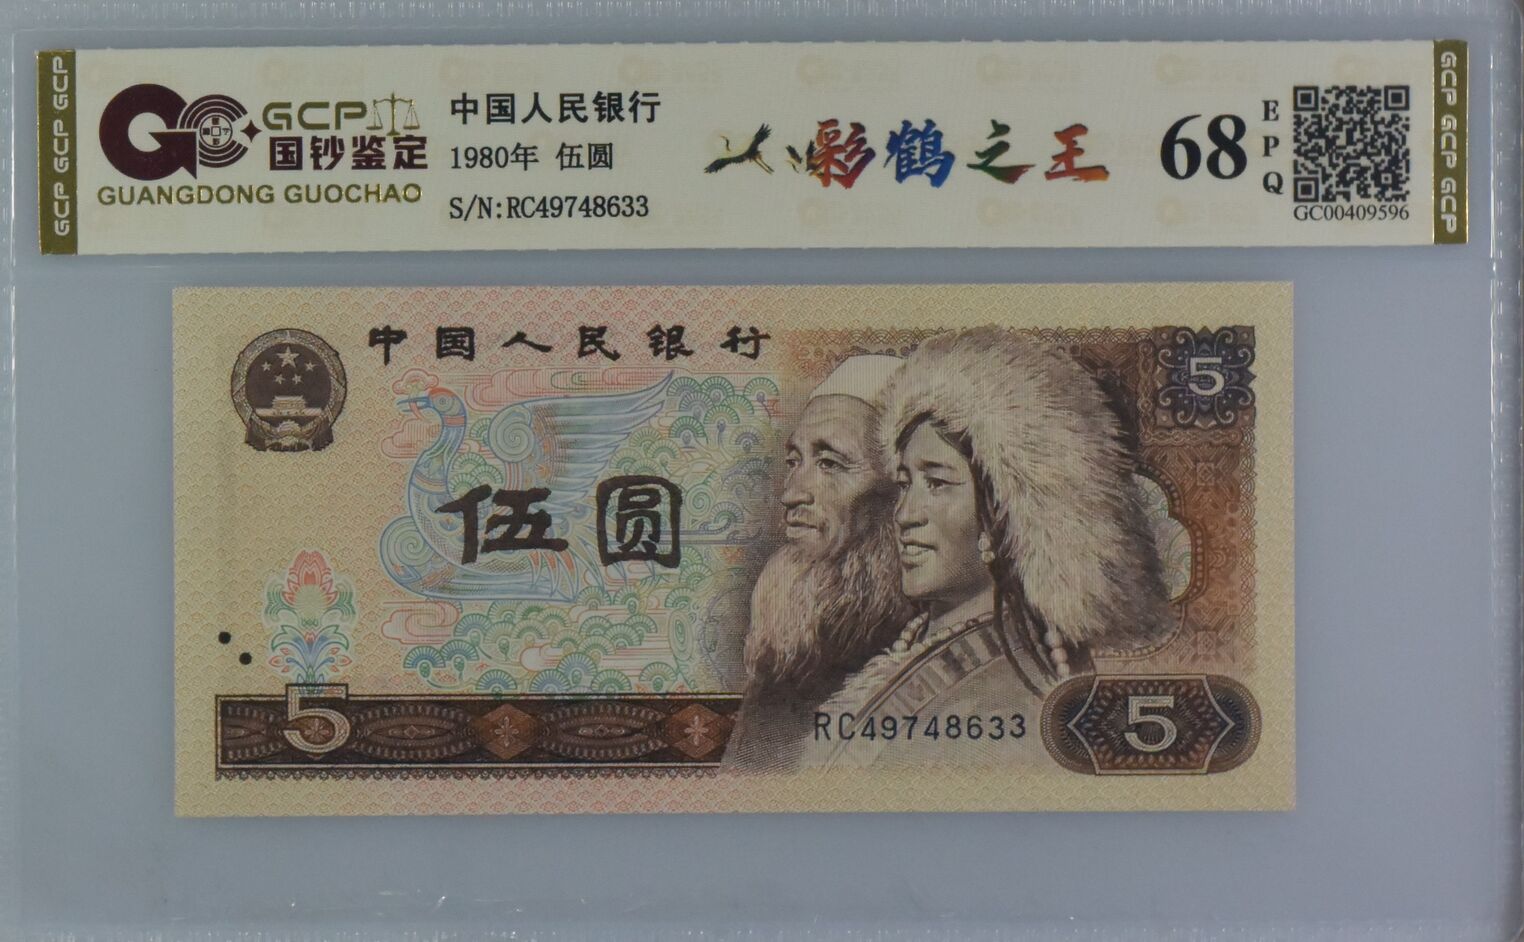 GCP GCP GCP
GCP
国钞鉴定
GUANGDONG GUOCHAO
中国人民银行
1980年 伍圆
S/N:RC49748633
彩鹤之王
68
EPQ
GC00409596
GCP GCP GCP
中国人民银行
5
伍圆
5
RC49748633
5